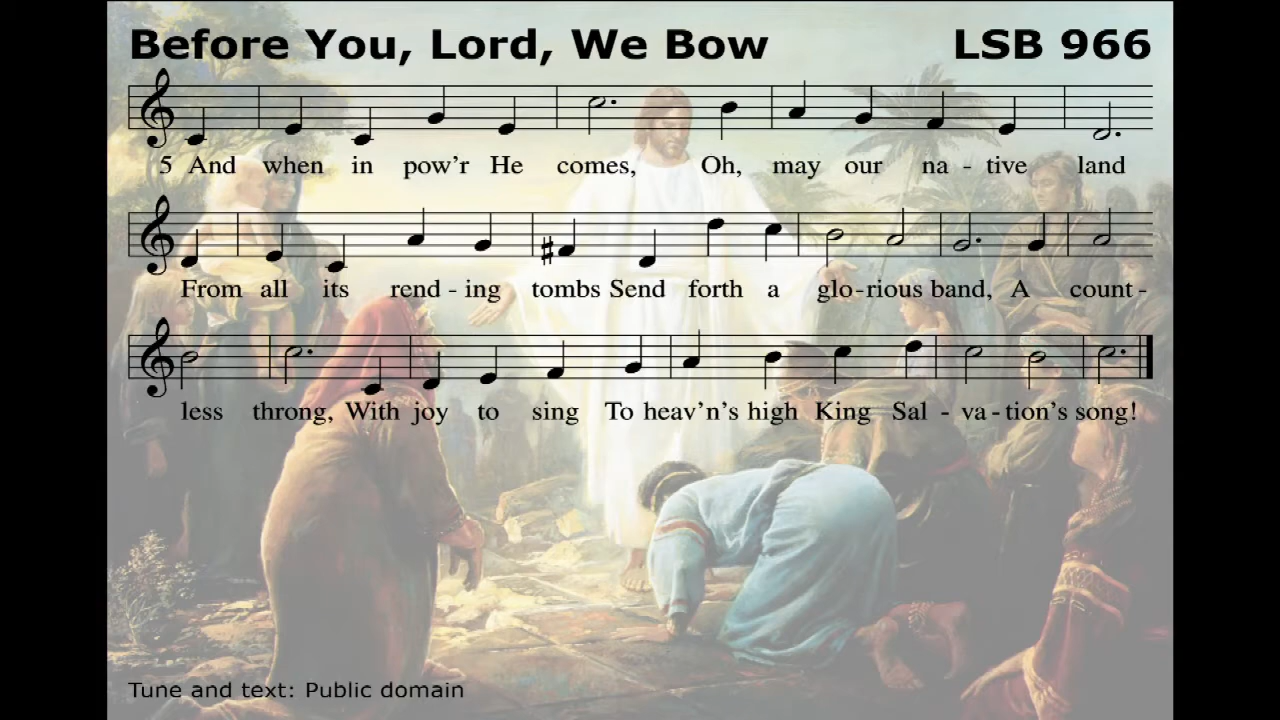 Before You, Lord, We Bow LSB 966
5 And when in pow'r He comes, Oh, may our na - tive land
From all its rend - ing tombs Send forth a glo - rious band, A count -
less throng, With joy to sing To heav'n's high King Sal - va - tion's song!
Tune and text: Public domain